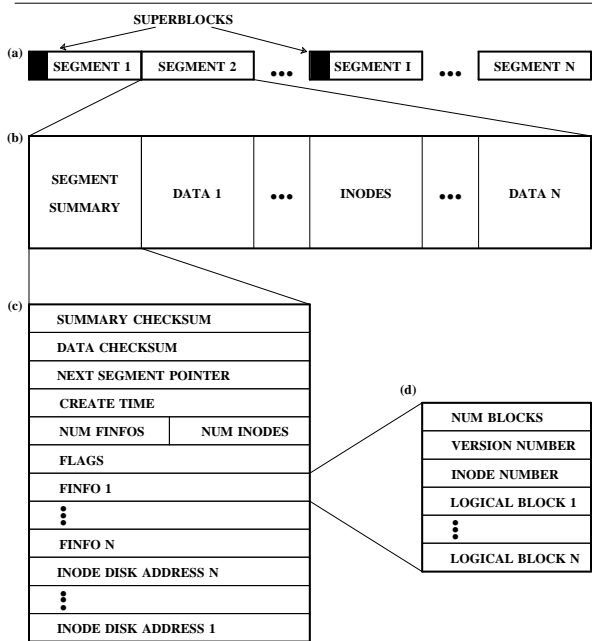 SUPERBLOCKS
(a) SEGMENT 1 SEGMENT 2 ••• SEGMENT I ••• SEGMENT N
(b)
SEGMENT SUMMARY DATA 1 ••• INODES ••• DATA N
(c)
SUMMARY CHECKSUM
DATA CHECKSUM
NEXT SEGMENT POINTER
CREATE TIME
NUM FINFOS NUM INODES
FLAGS
FINFO 1
FINFO N
INODE DISK ADDRESS N
INODE DISK ADDRESS 1
(d)
NUM BLOCKS
VERSION NUMBER
INODE NUMBER
LOGICAL BLOCK 1
LOGICAL BLOCK N